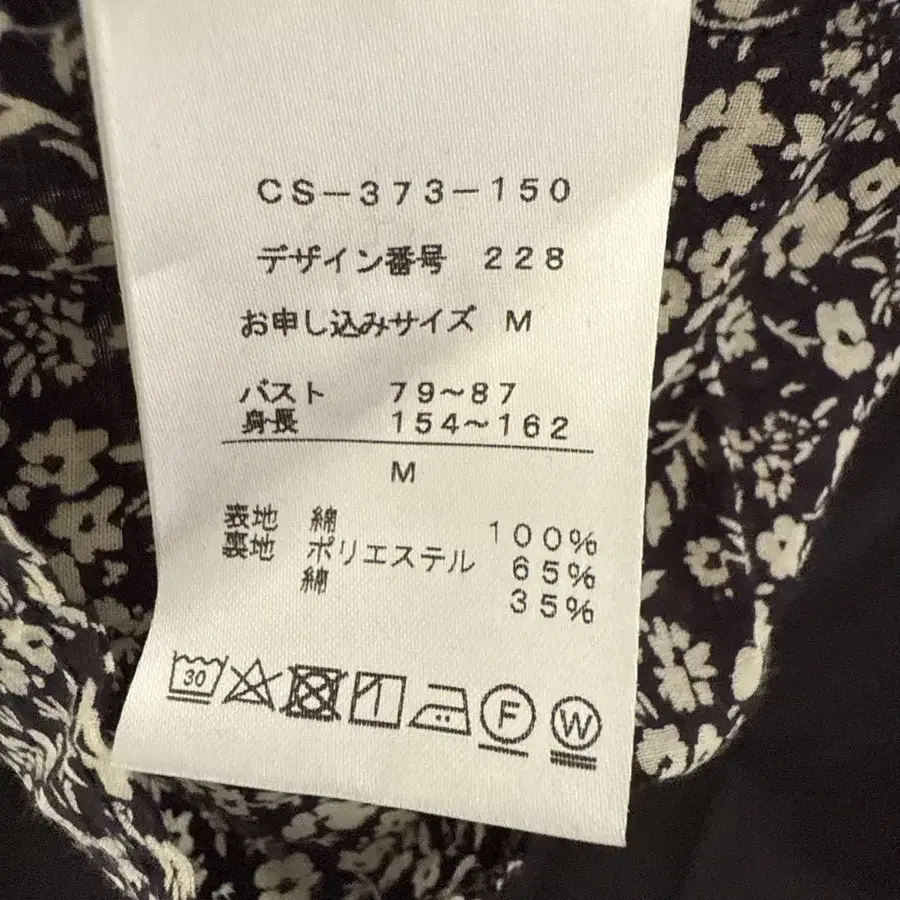 CS-373-150
デザイン番号 228
お申し込みサイズ M
バスト 79~87
身長 154~162
M
表地 綿 100%
裏地 ポリエステル 65%
綿 35%
30
F
W